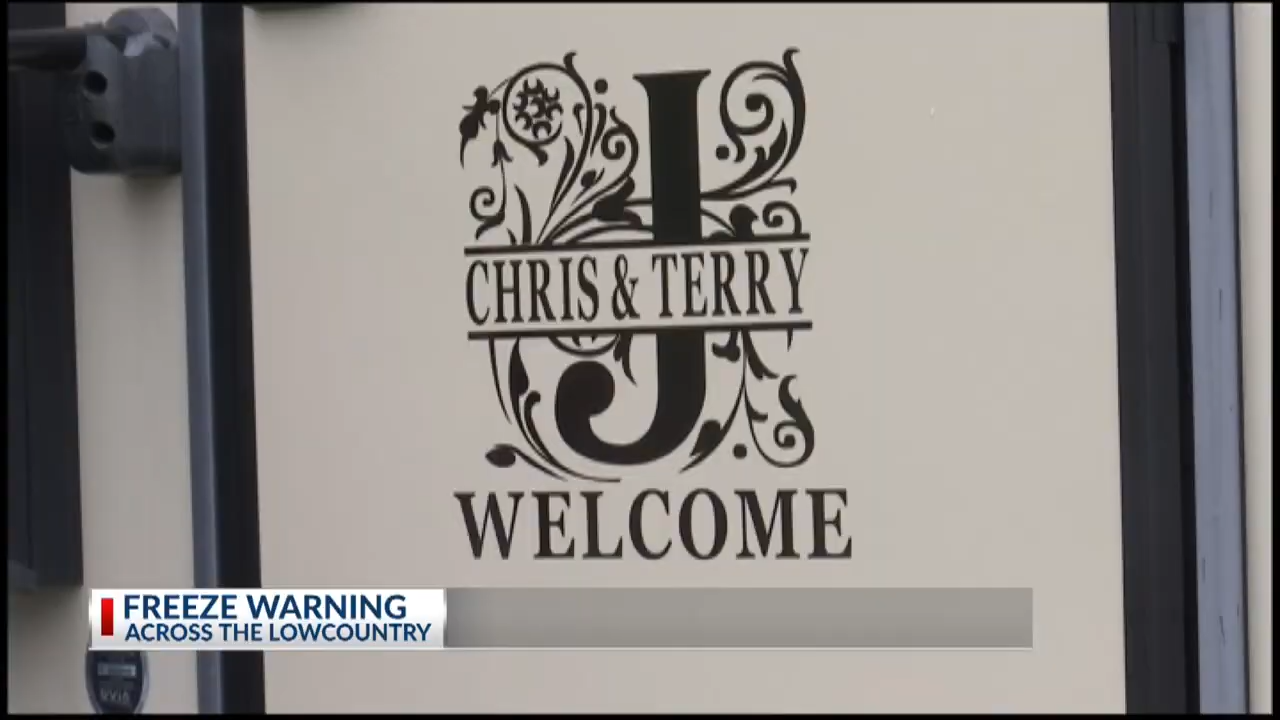 J
CHRIS & TERRY
WELCOME
FREEZE WARNING
ACROSS THE LOWCOUNTRY